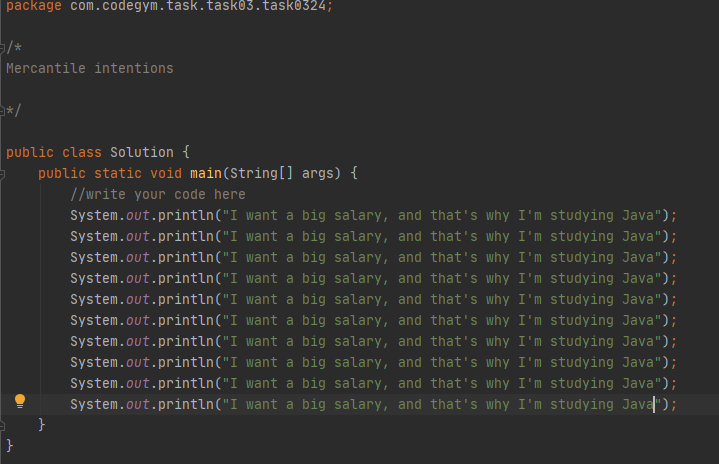 package com.codegym.task.task03.task0324;
/*
Mercantile intentions
*/
public class Solution {
public static void main(String[] args) {
//write your code here
System.out.println("I want a big salary, and that's why I'm studying Java");
System.out.println("I want a big salary, and that's why I'm studying Java");
System.out.println("I want a big salary, and that's why I'm studying Java");
System.out.println("I want a big salary, and that's why I'm studying Java");
System.out.println("I want a big salary, and that's why I'm studying Java");
System.out.println("I want a big salary, and that's why I'm studying Java");
System.out.println("I want a big salary, and that's why I'm studying Java");
System.out.println("I want a big salary, and that's why I'm studying Java");
System.out.println("I want a big salary, and that's why I'm studying Java");
System.out.println("I want a big salary, and that's why I'm studying Java");
}
}